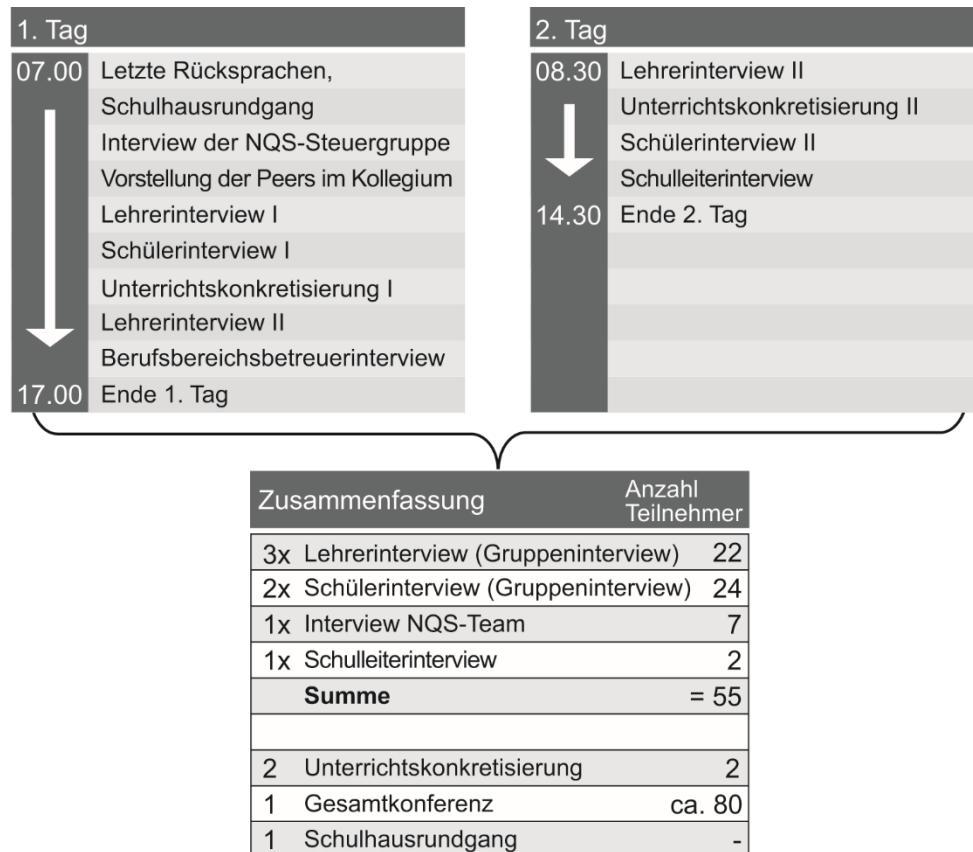 1. Tag
07.00 Letzte Rücksprachen,
Schulhausrundgang
Interview der NQS-Steuergruppe
Vorstellung der Peers im Kollegium
Lehrerinterview I
Schülerinterview I
Unterrichtskonkretisierung I
Lehrerinterview II
Berufsbereichsbetreuerinterview
17.00 Ende 1. Tag
2. Tag
08.30 Lehrerinterview II
Unterrichtskonkretisierung II
Schülerinterview II
Schulleiterinterview
14.30 Ende 2. Tag
Zusammenfassung Anzahl
Teilnehmer
3x Lehrerinterview (Gruppeninterview) 22
2x Schülerinterview (Gruppeninterview) 24
1x Interview NQS-Team 7
1x Schulleiterinterview 2
Summe = 55
2 Unterrichtskonkretisierung 2
1 Gesamtkonferenz ca. 80
1 Schulhausrundgang -